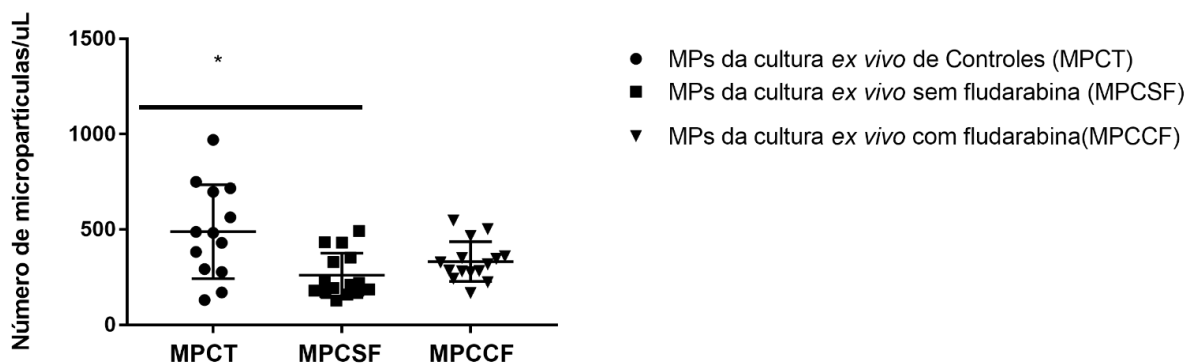 Número de micropartículas/uL
1500
1000
500
0
*
MPCT
MPCSF
MPCCF
MPs da cultura ex vivo de Controles (MPCT)
MPs da cultura ex vivo sem fludarabina (MPCSF)
MPs da cultura ex vivo com fludarabina(MPCCF)